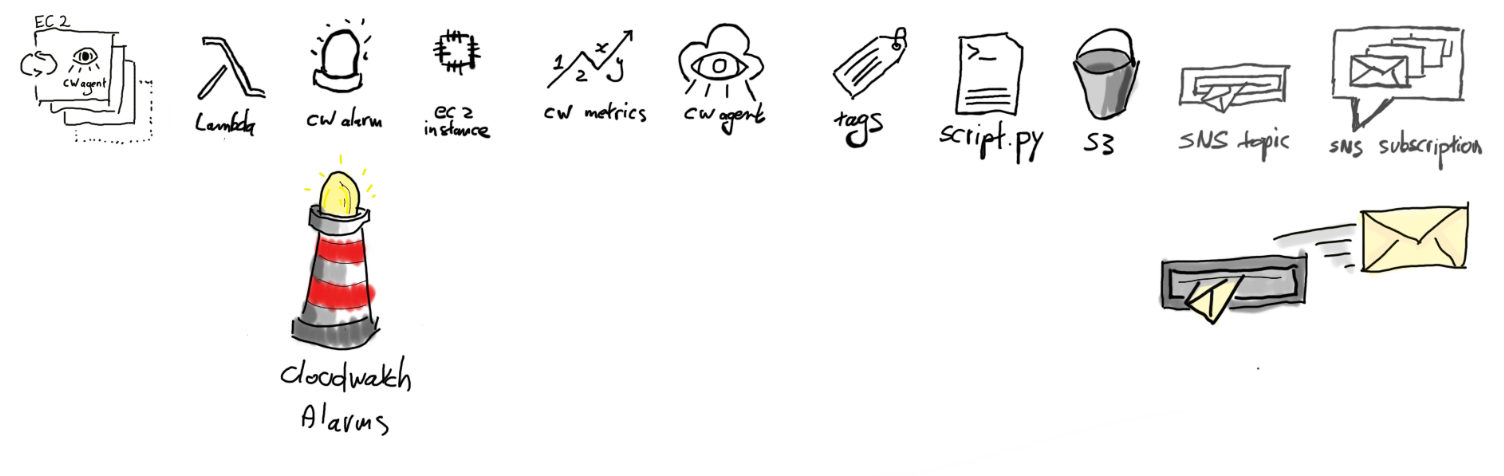 EC2
cw agent
Lambda
cw alarm
EC2
instance
1 2 x y
cw metrics
cw agent
tags
>_
script.py
S3
SNS topic
SNS subscription
Cloudwatch
Alarms